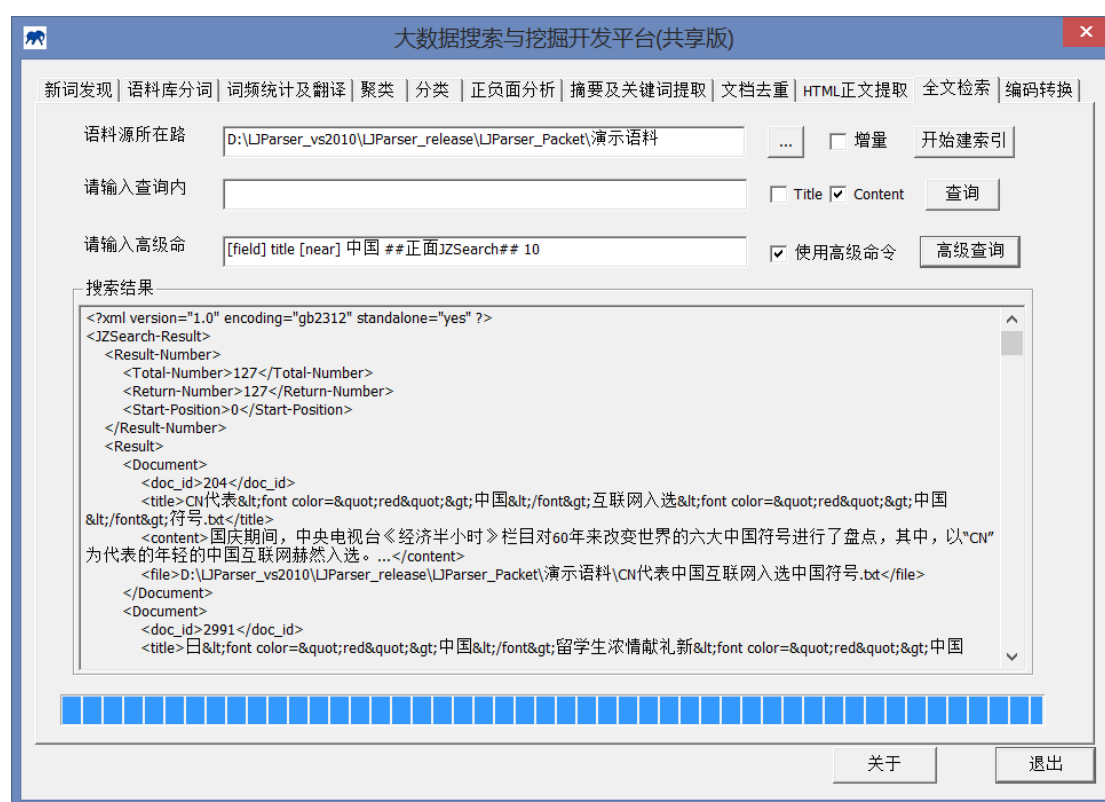 大数据搜索与挖掘开发平台(共享版)
新词发现 语料库分词 词频统计及翻译 聚类 分类 正负面分析 摘要及关键词提取 文档去重 HTML正文提取 全文检索 编码转换
语料源所在路 D:\LJParser_vs2010\LJParser_release\LJParser_Packet\演示语料 ... 增量 开始建索引
请输入查询内 Title Content 查询
请输入高级命 [field] title [near] 中国 ##正面JZSearch## 10 使用高级命令 高级查询
搜索结果
<?xml version="1.0" encoding="gb2312" standalone="yes" ?>
<JZSearch-Result>
<Result-Number>
<Total-Number>127</Total-Number>
<Return-Number>127</Return-Number>
<Start-Position>0</Start-Position>
</Result-Number>
<Result>
<Document>
<doc_id>204</doc_id>
<title>CN代表&lt;font color=&quot;red&quot;&gt;中国&lt;/font&gt;互联网入选&lt;font color=&quot;red&quot;&gt;中国
&lt;/font&gt;符号.txt</title>
<content>国庆期间，中央电视台《经济半小时》栏目对60年来改变世界的六大中国符号进行了盘点，其中，以“CN”
为代表的年轻的中国互联网赫然入选。...</content>
<file>D:\LJParser_vs2010\LJParser_release\LJParser_Packet\演示语料\CN代表中国互联网入选中国符号.txt</file>
</Document>
<Document>
<doc_id>2991</doc_id>
<title>日&lt;font color=&quot;red&quot;&gt;中国&lt;/font&gt;留学生浓情献礼新&lt;font color=&quot;red&quot;&gt;中国
关于 退出